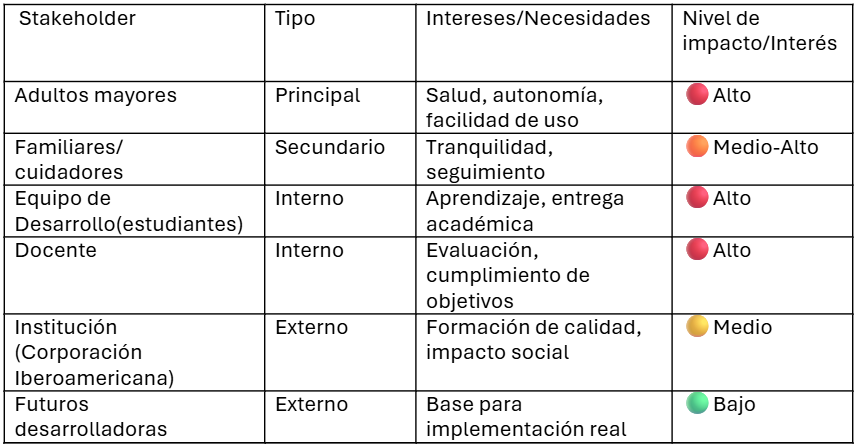 Stakeholder Tipo Intereses/Necesidades Nivel de
impacto/Interés
Adultos mayores Principal Salud, autonomía, Alto
facilidad de uso
Familiares/ Secundario Tranquilidad, Medio-Alto
cuidadores seguimiento
Equipo de Interno Aprendizaje, entrega Alto
Desarrollo(estudiantes) académica
Docente Interno Evaluación, Alto
cumplimiento de
objetivos
Institución Externo Formación de calidad, Medio
(Corporación impacto social
Iberoamericana)
Futuros Externo Base para Bajo
desarrolladoras implementación real